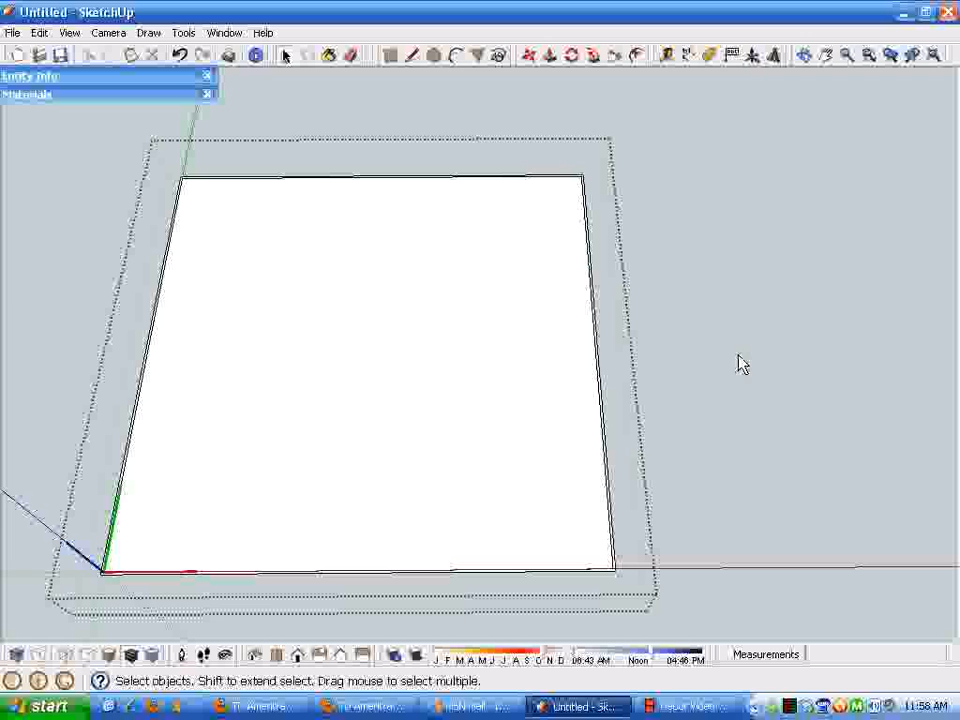 Untitled - SketchUp
File Edit View Camera Draw Tools Window Help
Entity Info
Materials
J F M A M J J A S O N D 06:43 AM Noon 04:46 PM Measurements
Select objects. Shift to extend select. Drag mouse to select multiple.
start Untitled - Sk... 11:58 AM